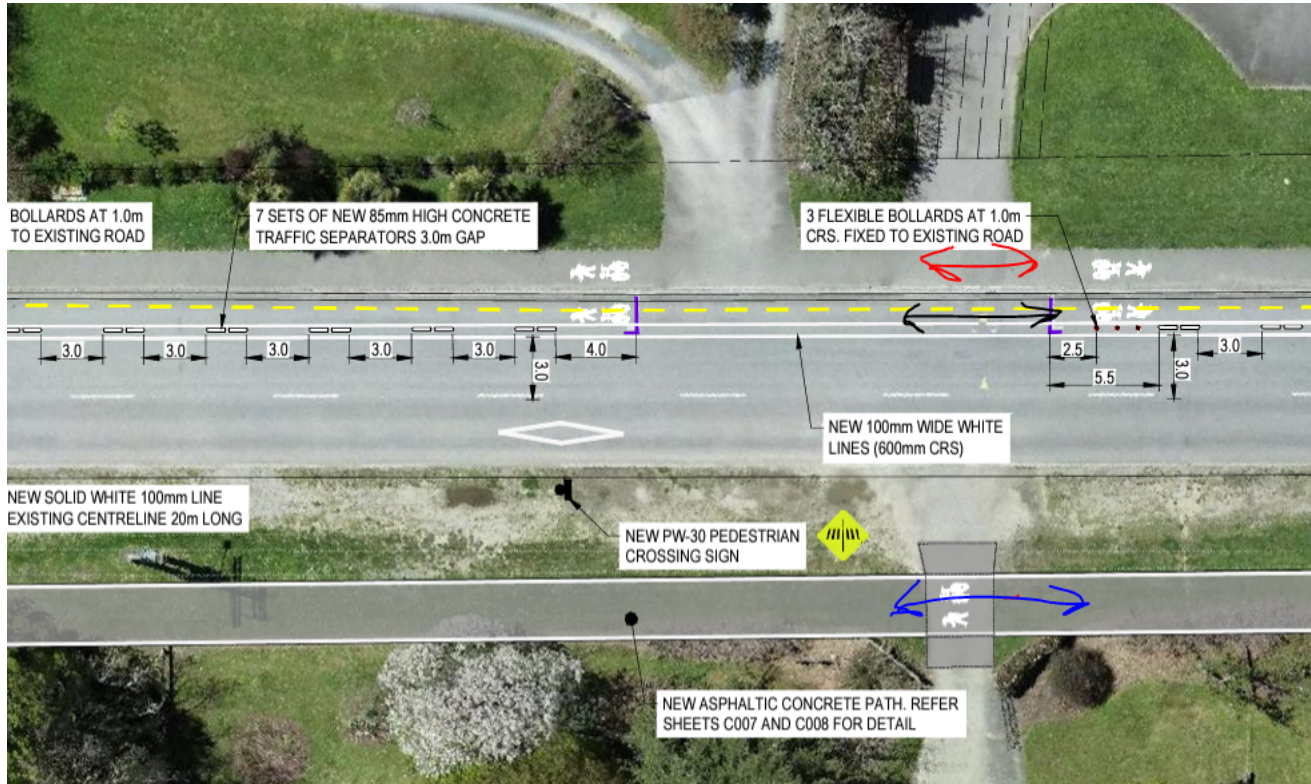 BOLLARDS AT 1.0m
TO EXISTING ROAD
7 SETS OF NEW 85mm HIGH CONCRETE
TRAFFIC SEPARATORS 3.0m GAP
3 FLEXIBLE BOLLARDS AT 1.0m
CRS. FIXED TO EXISTING ROAD
3.0
3.0
3.0
3.0
3.0
4.0
3.0
2.5
5.5
3.0
3.0
NEW 100mm WIDE WHITE
LINES (600mm CRS)
NEW SOLID WHITE 100mm LINE
EXISTING CENTRELINE 20m LONG
NEW PW-30 PEDESTRIAN
CROSSING SIGN
NEW ASPHALTIC CONCRETE PATH. REFER
SHEETS C007 AND C008 FOR DETAIL